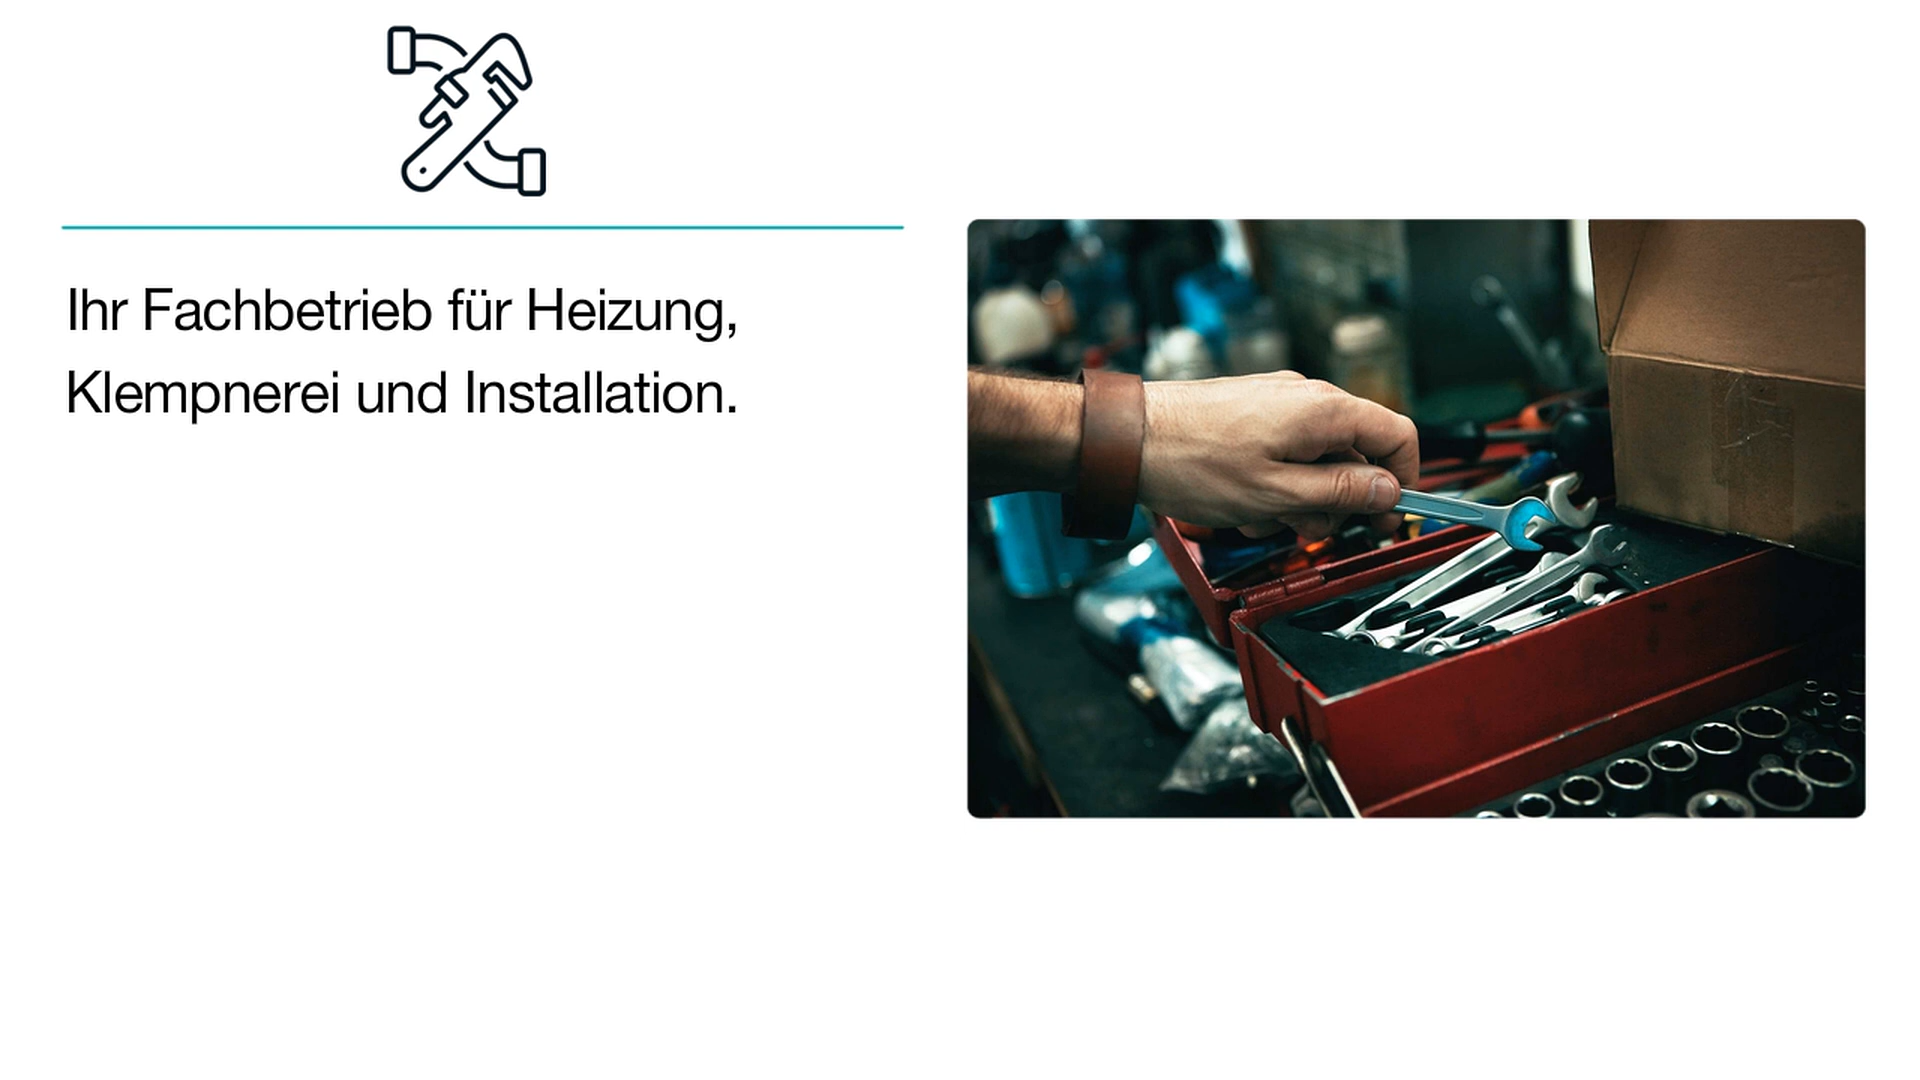 Ihr Fachbetrieb für Heizung,
Klempnerei und Installation.